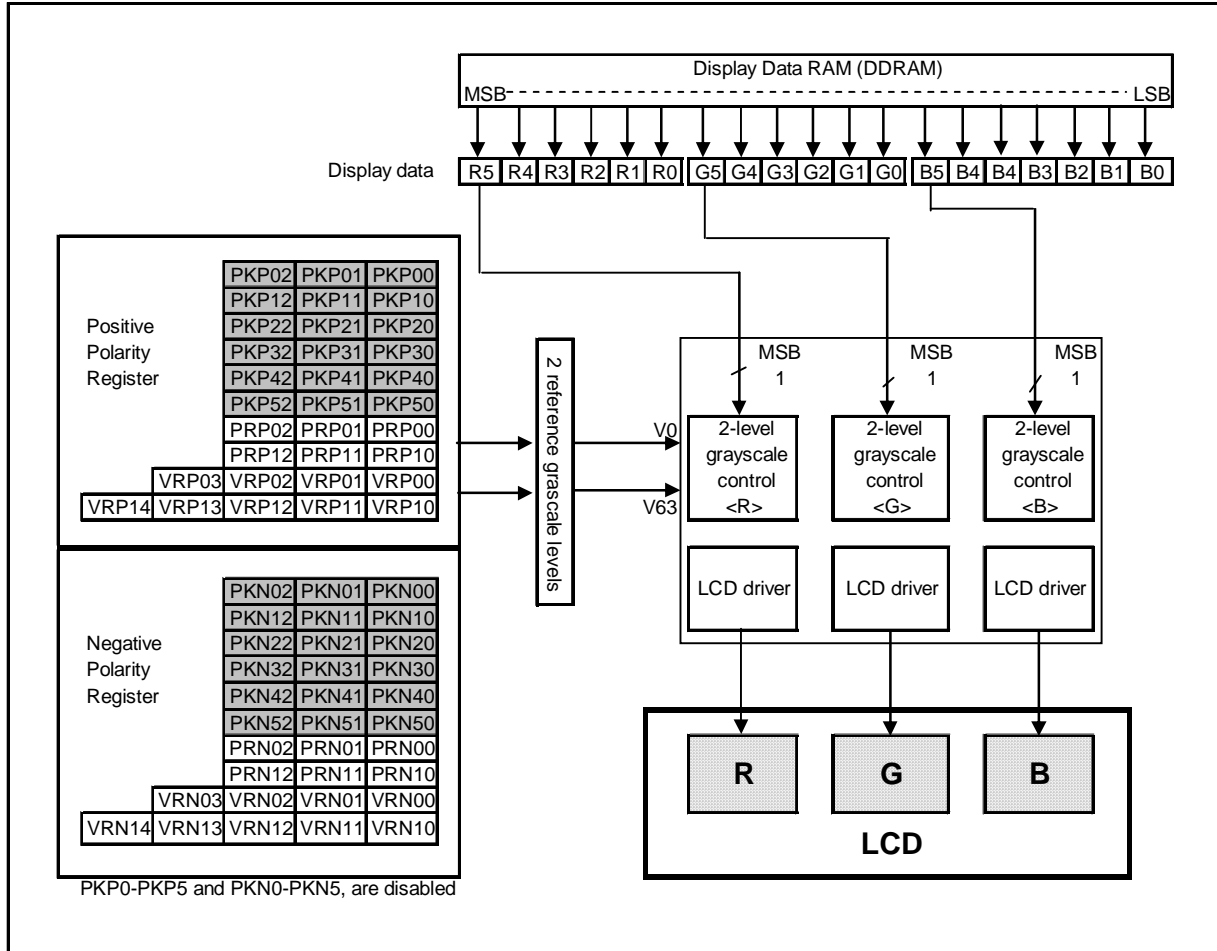 Display Data RAM (DDRAM)
MSB LSB
Display data R5 R4 R3 R2 R1 R0 G5 G4 G3 G2 G1 G0 B5 B4 B4 B3 B2 B1 B0
Positive
Polarity
Register
PKP02 PKP01 PKP00
PKP12 PKP11 PKP10
PKP22 PKP21 PKP20
PKP32 PKP31 PKP30
PKP42 PKP41 PKP40
PKP52 PKP51 PKP50
PRP02 PRP01 PRP00
PRP12 PRP11 PRP10
VRP03 VRP02 VRP01 VRP00
VRP14 VRP13 VRP12 VRP11 VRP10
2 reference grascale levels
V0
V63
MSB
1
MSB
1
MSB
1
2-level
grayscale
control
<R>
2-level
grayscale
control
<G>
2-level
grayscale
control
<B>
LCD driver
LCD driver
LCD driver
Negative
Polarity
Register
PKN02 PKN01 PKN00
PKN12 PKN11 PKN10
PKN22 PKN21 PKN20
PKN32 PKN31 PKN30
PKN42 PKN41 PKN40
PKN52 PKN51 PKN50
PRN02 PRN01 PRN00
PRN12 PRN11 PRN10
VRN03 VRN02 VRN01 VRN00
VRN14 VRN13 VRN12 VRN11 VRN10
R
G
B
LCD
PKP0-PKP5 and PKN0-PKN5, are disabled